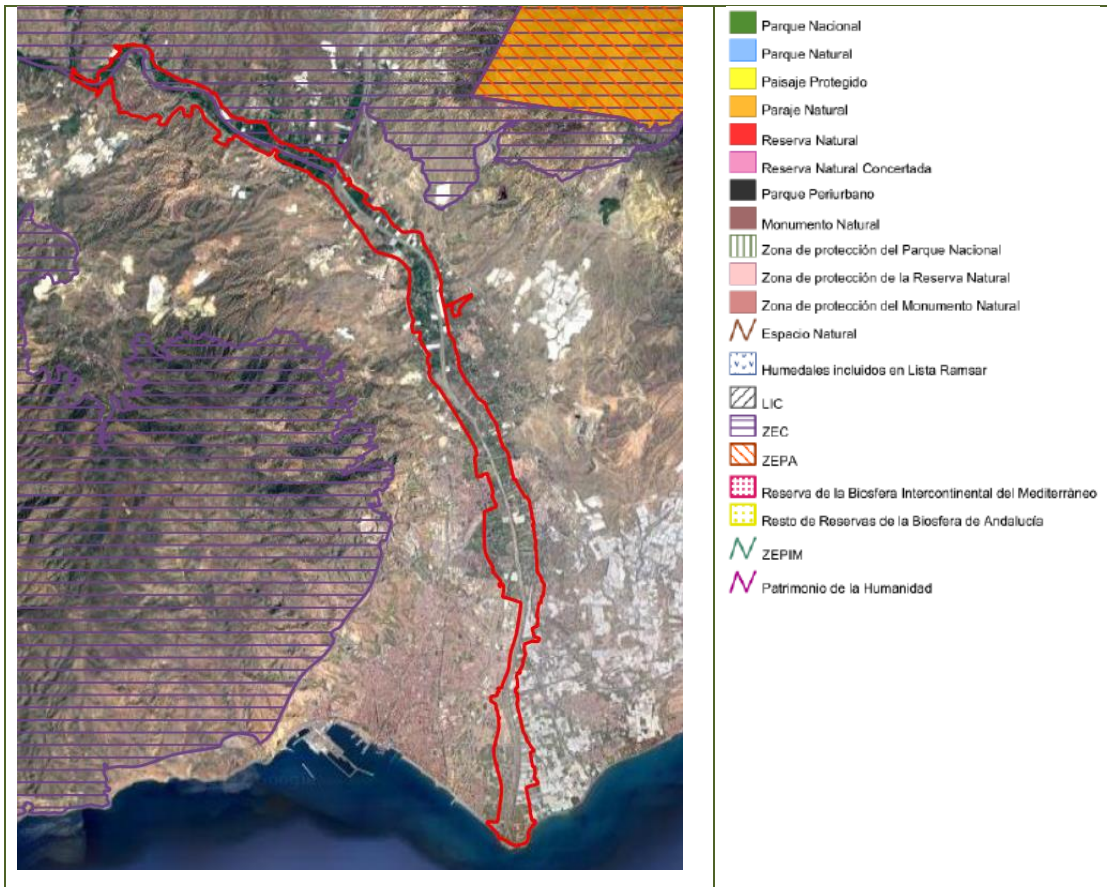 Parque Nacional
Parque Natural
Paisaje Protegido
Paraje Natural
Reserva Natural
Reserva Natural Concertada
Parque Periurbano
Monumento Natural
Zona de protección del Parque Nacional
Zona de protección de la Reserva Natural
Zona de protección del Monumento Natural
Espacio Natural
Humedales incluidos en Lista Ramsar
LIC
ZEC
ZEPA
Reserva de la Biosfera Intercontinental del Mediterráneo
Resto de Reservas de la Biosfera de Andalucía
ZEPIM
Patrimonio de la Humanidad